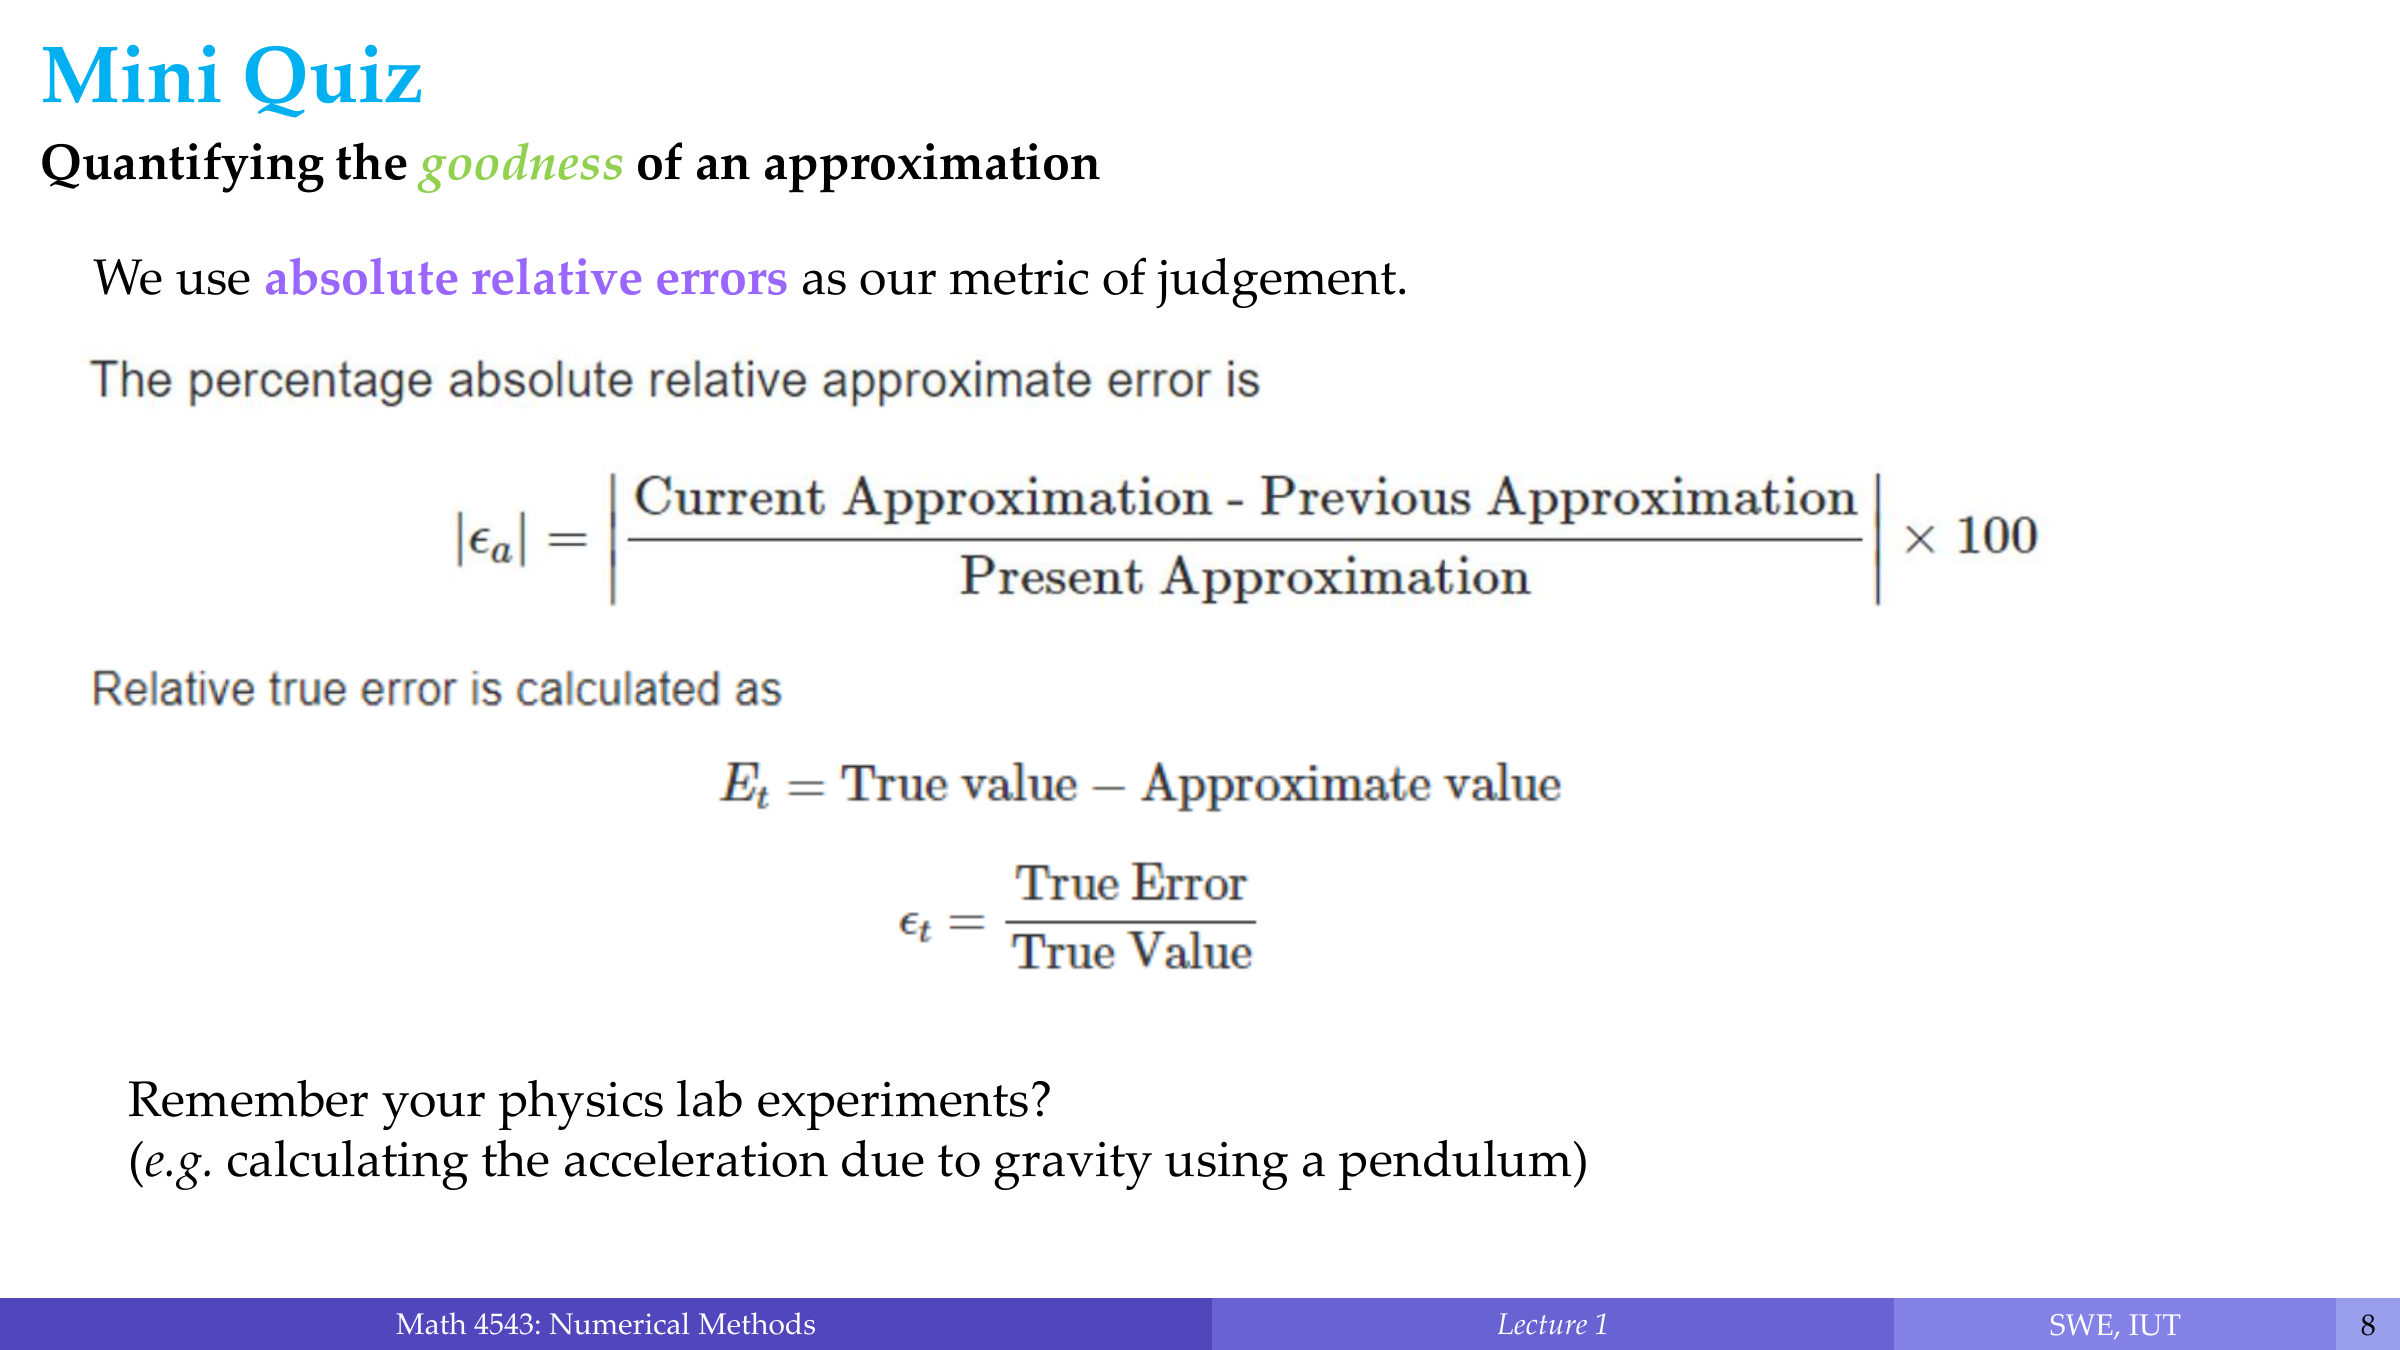 Mini Quiz
Quantifying the goodness of an approximation
We use absolute relative errors as our metric of judgement.
The percentage absolute relative approximate error is
|ϵₐ| = | Current Approximation - Previous Approximation / Present Approximation | × 100
Relative true error is calculated as
Eₜ = True value − Approximate value
ϵₜ = True Error / True Value
Remember your physics lab experiments?
(e.g. calculating the acceleration due to gravity using a pendulum)
Math 4543: Numerical Methods
Lecture 1
SWE, IUT
8